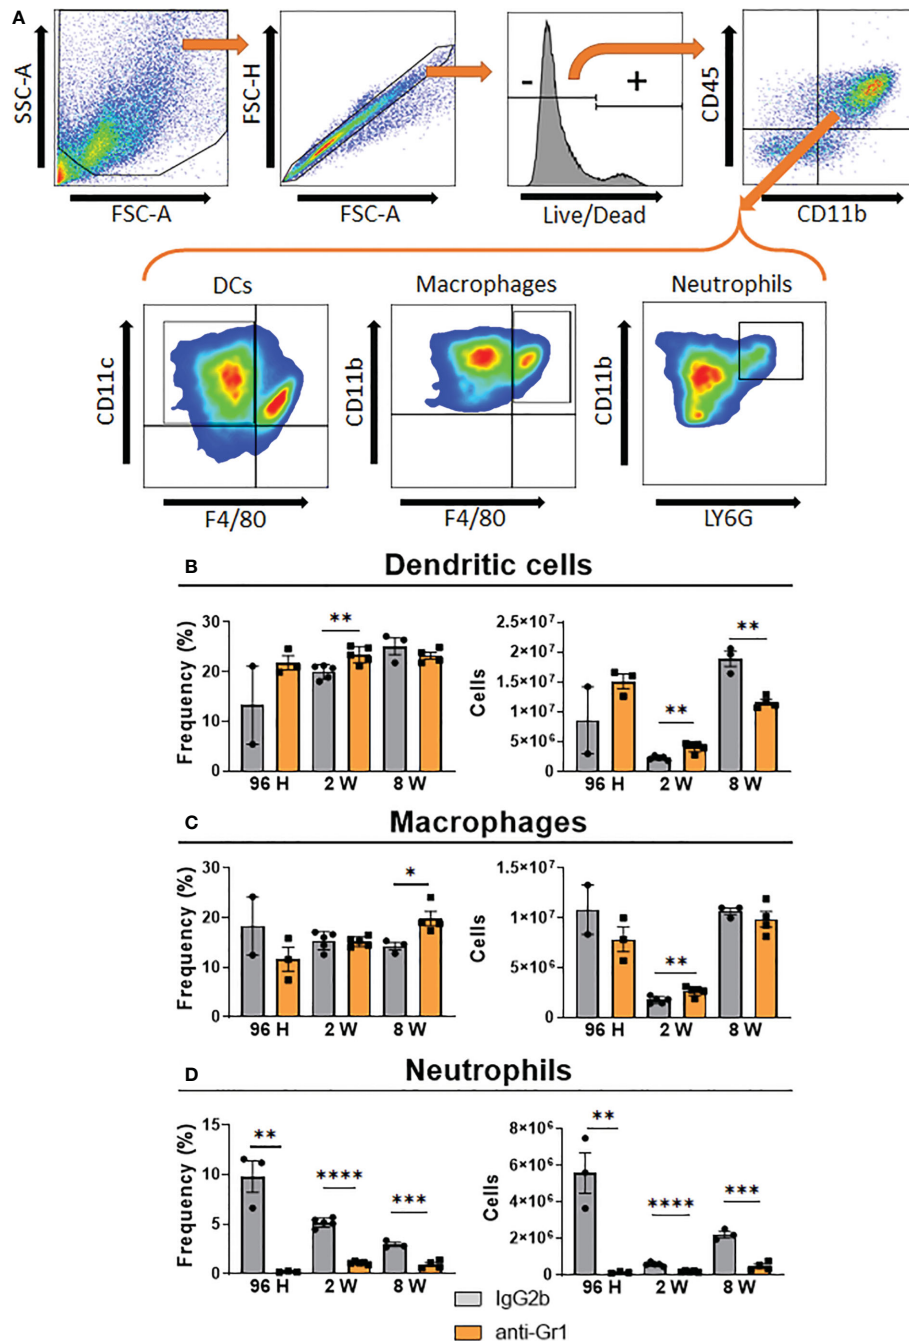 A
SSC-A
FSC-A
FSC-H
FSC-A
- +
Live/Dead
CD45
CD11b
DCs
CD11c
F4/80
Macrophages
CD11b
F4/80
Neutrophils
CD11b
LY6G
B
Dendritic cells
Frequency (%)
30
20
10
0
**
96 H 2 W 8 W
Cells
2.5×10⁷
2×10⁷
1.5×10⁷
1×10⁷
5×10⁶
0
** **
96 H 2 W 8 W
C
Macrophages
Frequency (%)
30
20
10
0
*
96 H 2 W 8 W
Cells
1.5×10⁷
1×10⁷
5×10⁶
0
**
96 H 2 W 8 W
D
Neutrophils
Frequency (%)
15
10
5
0
** **** ***
96 H 2 W 8 W
Cells
8×10⁶
6×10⁶
4×10⁶
2×10⁶
0
** **** ***
96 H 2 W 8 W
IgG2b
anti-Gr1